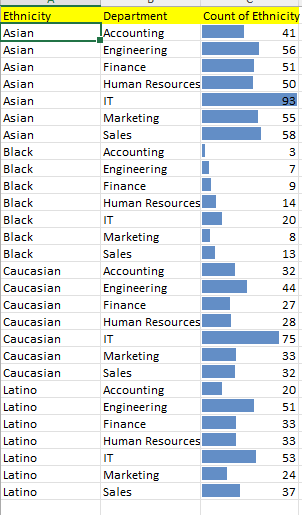 Ethnicity Department Count of Ethnicity
Asian Accounting 41
Asian Engineering 56
Asian Finance 51
Asian Human Resources 50
Asian IT 93
Asian Marketing 55
Asian Sales 58
Black Accounting 3
Black Engineering 7
Black Finance 9
Black Human Resources 14
Black IT 20
Black Marketing 8
Black Sales 13
Caucasian Accounting 32
Caucasian Engineering 44
Caucasian Finance 27
Caucasian Human Resources 28
Caucasian IT 75
Caucasian Marketing 33
Caucasian Sales 32
Latino Accounting 20
Latino Engineering 51
Latino Finance 33
Latino Human Resources 33
Latino IT 53
Latino Marketing 24
Latino Sales 37